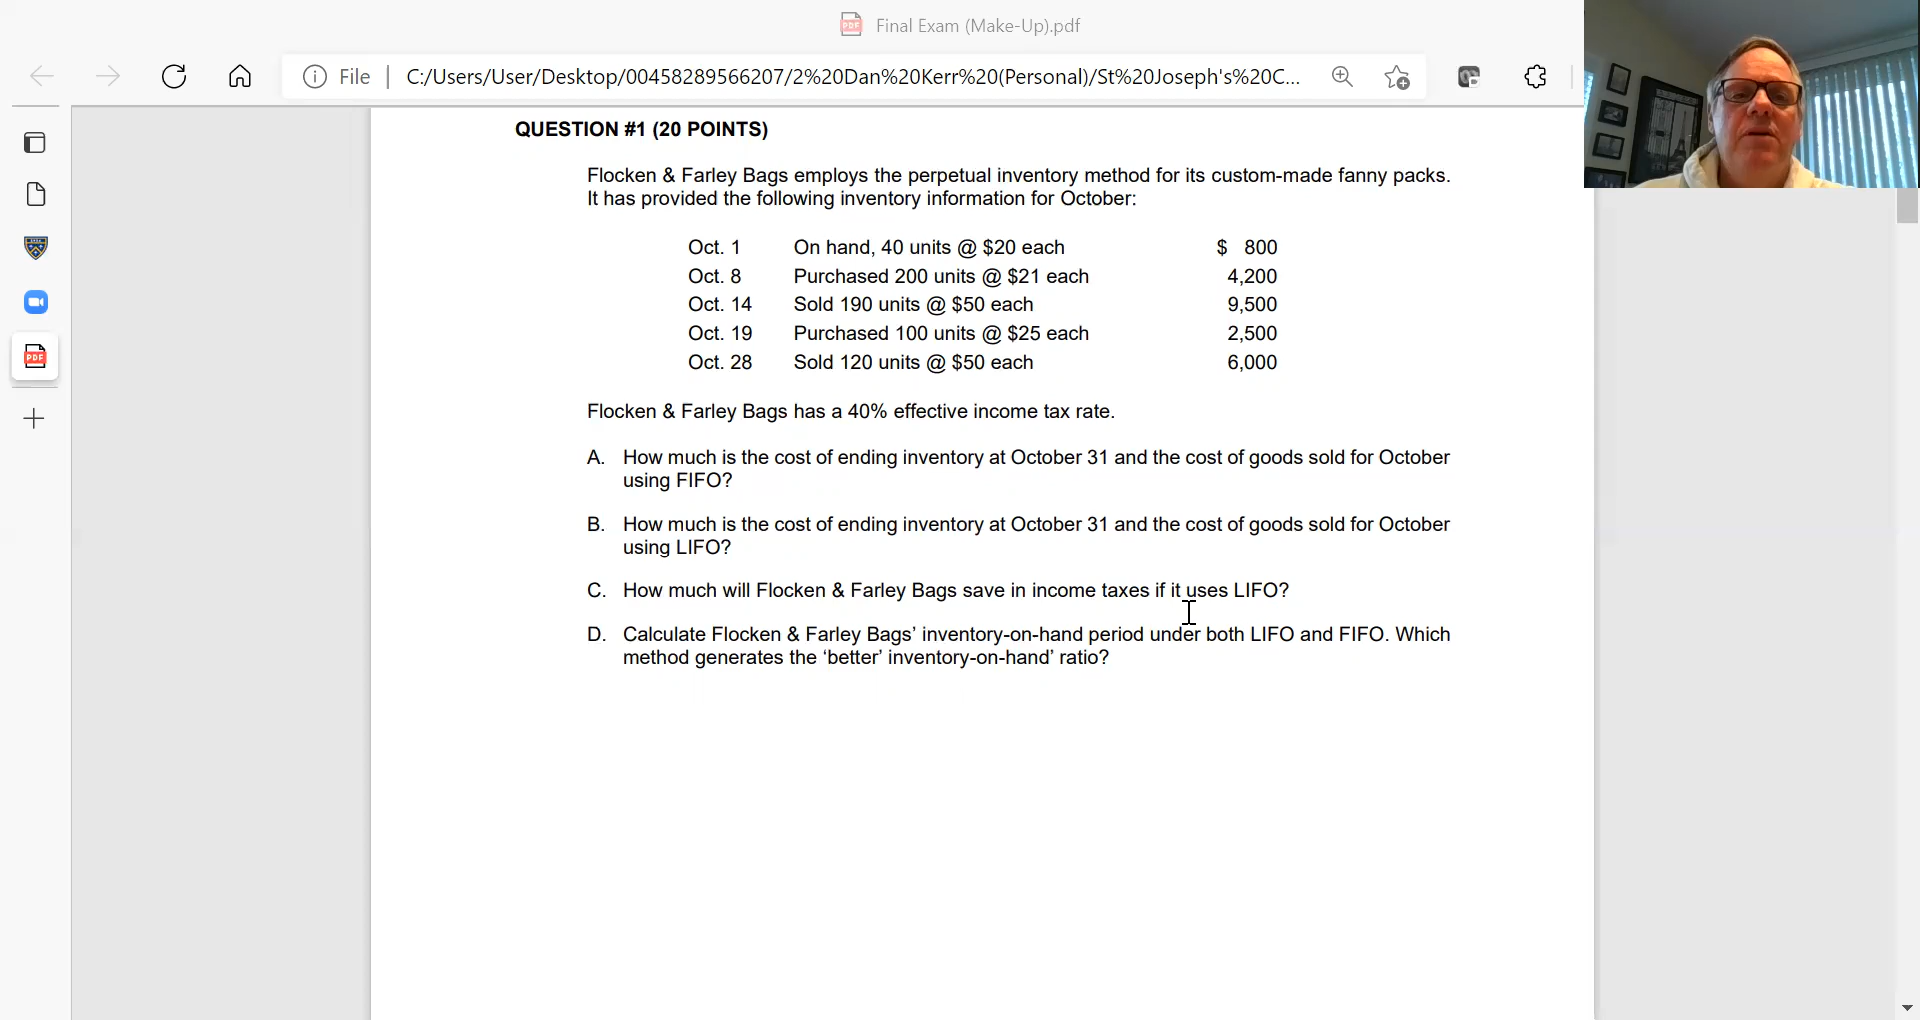 Final Exam (Make-Up).pdf
File C:/Users/User/Desktop/00458289566207/2%20Dan%20Kerr%20(Personal)/St%20Joseph's%20C...
QUESTION #1 (20 POINTS)
Flocken & Farley Bags employs the perpetual inventory method for its custom-made fanny packs.
It has provided the following inventory information for October:
Oct. 1 On hand, 40 units @ $20 each $ 800
Oct. 8 Purchased 200 units @ $21 each 4,200
Oct. 14 Sold 190 units @ $50 each 9,500
Oct. 19 Purchased 100 units @ $25 each 2,500
Oct. 28 Sold 120 units @ $50 each 6,000
Flocken & Farley Bags has a 40% effective income tax rate.
A. How much is the cost of ending inventory at October 31 and the cost of goods sold for October
using FIFO?
B. How much is the cost of ending inventory at October 31 and the cost of goods sold for October
using LIFO?
C. How much will Flocken & Farley Bags save in income taxes if it uses LIFO?
D. Calculate Flocken & Farley Bags’ inventory-on-hand period under both LIFO and FIFO. Which
method generates the ‘better’ inventory-on-hand’ ratio?